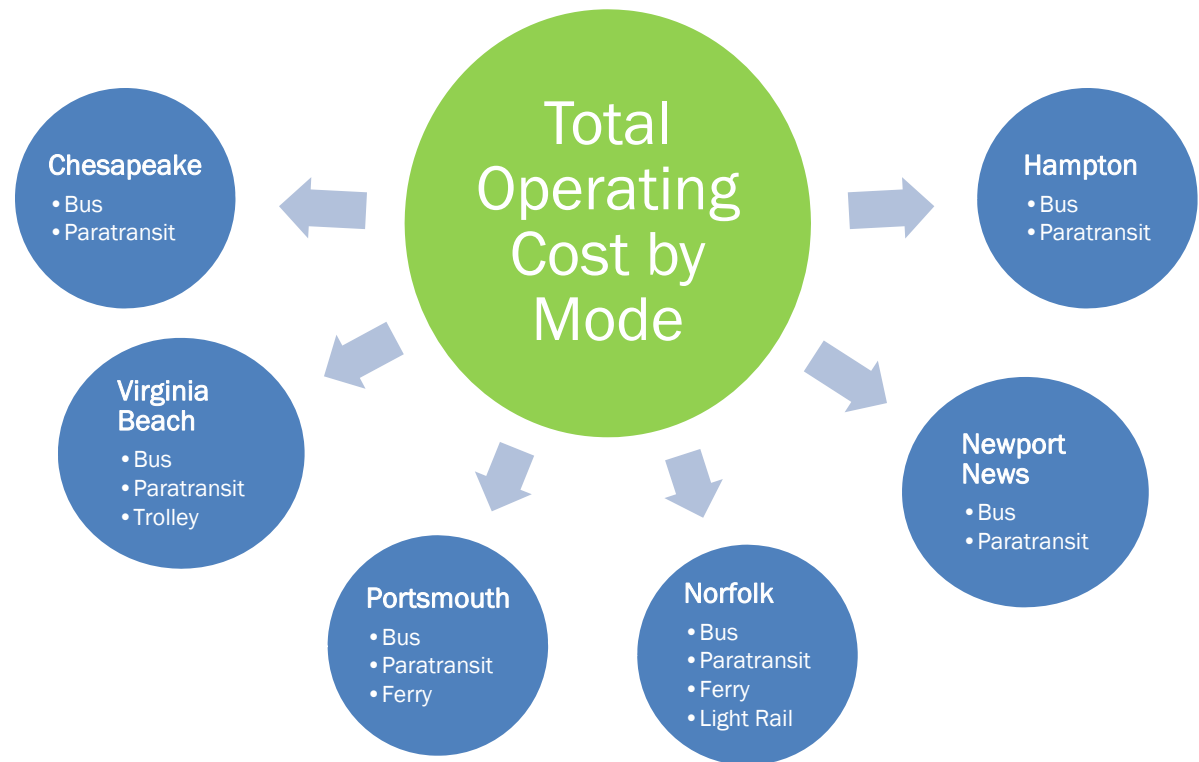 Total
Operating
Cost by
Mode
Chesapeake
• Bus
• Paratransit
Virginia
Beach
• Bus
• Paratransit
• Trolley
Portsmouth
• Bus
• Paratransit
• Ferry
Norfolk
• Bus
• Paratransit
• Ferry
• Light Rail
Newport
News
• Bus
• Paratransit
Hampton
• Bus
• Paratransit